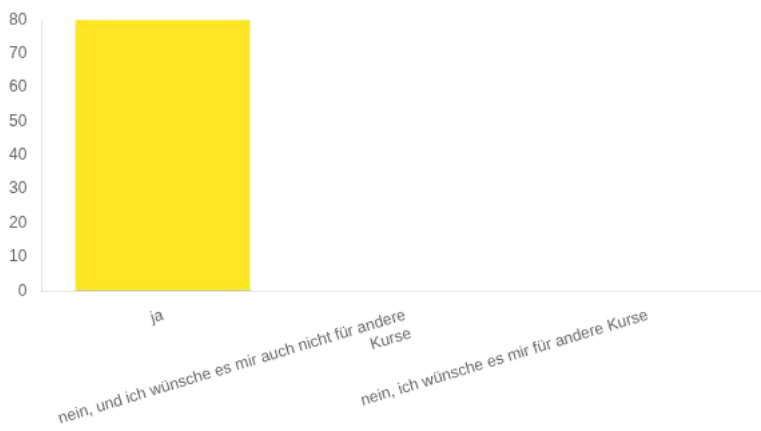 80
70
60
50
40
30
20
10
0
ja
nein, und ich wünsche es mir auch nicht für andere
Kurse
nein, ich wünsche es mir für andere Kurse